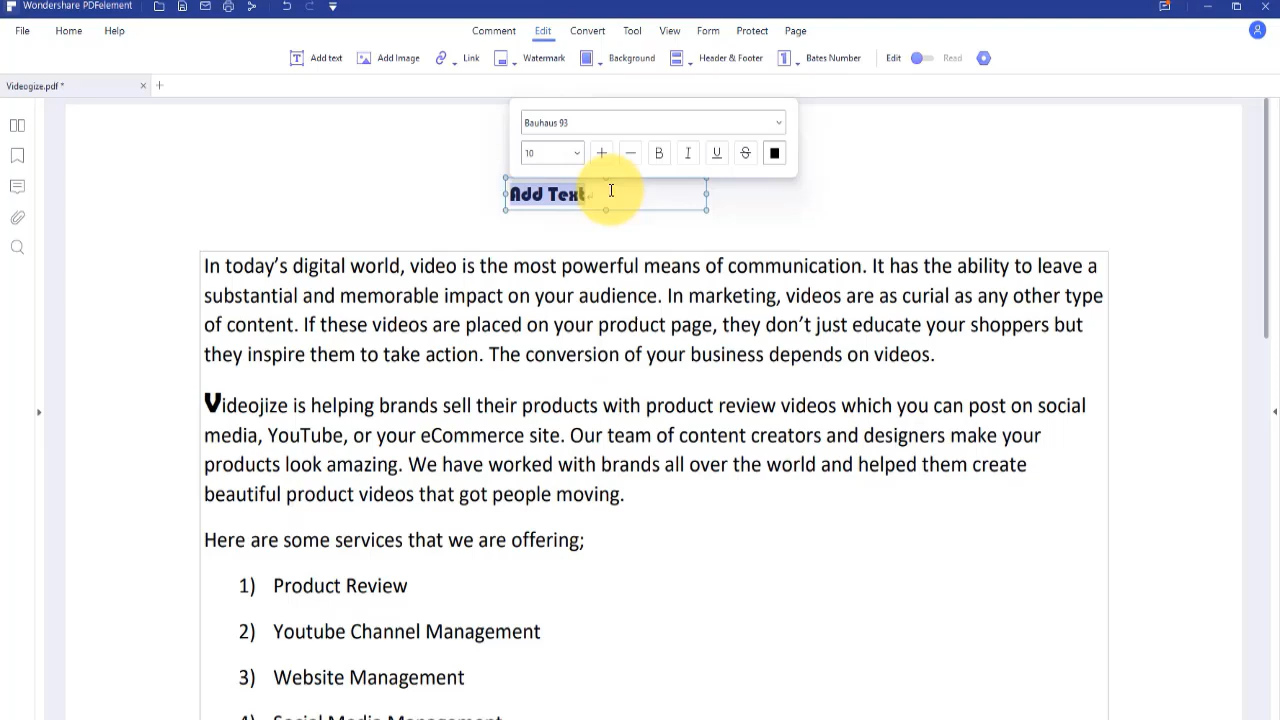 Wondershare PDFelement
File Home Help Comment Edit Convert Tool View Form Protect Page
Add text Add Image Link Watermark Background Header & Footer Bates Number Edit Read
Videogize.pdf *
Bauhaus 93
10
B I U S
Add Text
In today's digital world, video is the most powerful means of communication. It has the ability to leave a
substantial and memorable impact on your audience. In marketing, videos are as curial as any other type
of content. If these videos are placed on your product page, they don't just educate your shoppers but
they inspire them to take action. The conversion of your business depends on videos.
Videojize is helping brands sell their products with product review videos which you can post on social
media, YouTube, or your eCommerce site. Our team of content creators and designers make your
products look amazing. We have worked with brands all over the world and helped them create
beautiful product videos that got people moving.
Here are some services that we are offering;
1) Product Review
2) Youtube Channel Management
3) Website Management
4) Social Media Management